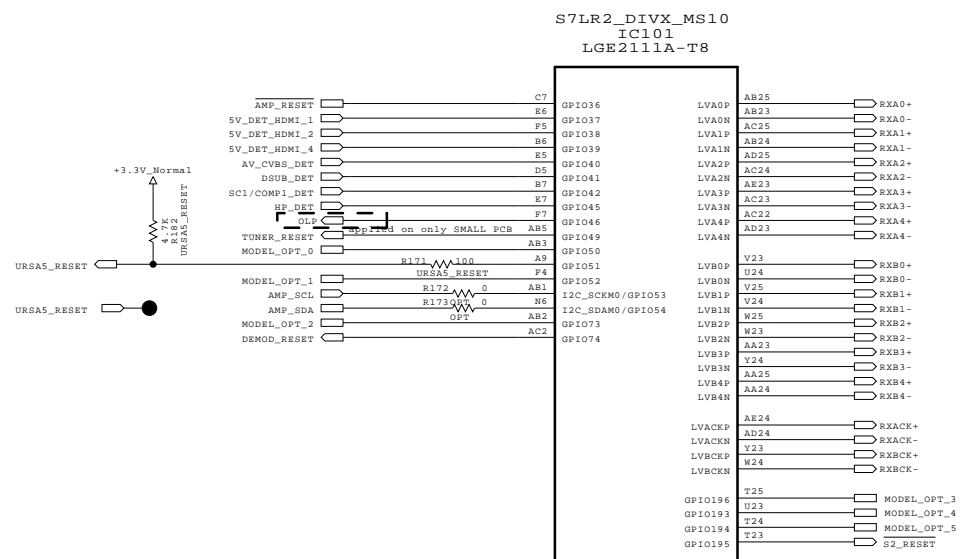 S7LR2_DIVX_MS10
IC101
LGE2111A-T8
AMP_RESET C7 GPIO36
5V_DET_HDMI_1 E6 GPIO37
5V_DET_HDMI_2 F5 GPIO38
5V_DET_HDMI_4 B6 GPIO39
AV_CVBS_DET E5 GPIO40
DSUB_DET D5 GPIO41
SC1/COMP1_DET B7 GPIO42
HP_DET E7 GPIO45
OLP F7 GPIO46
applied on only SMALL PCB
TUNER_RESET AB5 GPIO49
MODEL_OPT_0 AB3 GPIO50
+3.3V_Normal
4.7K
R182
URSA5_RESET
URSA5_RESET R171 100 A9 GPIO51
URSA5_RESET
MODEL_OPT_1 F4 GPIO52
AMP_SCL R172 0 AB1 I2C_SCKM0/GPIO53
OPT
AMP_SDA R173 0 N6 I2C_SDAM0/GPIO54
OPT
URSA5_RESET
MODEL_OPT_2 AB2 GPIO73
DEMOD_RESET AC2 GPIO74
LVA0P AB25 RXA0+
LVA0N AB23 RXA0-
LVA1P AC25 RXA1+
LVA1N AB24 RXA1-
LVA2P AD25 RXA2+
LVA2N AC24 RXA2-
LVA3P AE23 RXA3+
LVA3N AC23 RXA3-
LVA4P AC22 RXA4+
LVA4N AD23 RXA4-
LVB0P V23 RXB0+
LVB0N U24 RXB0-
LVB1P V25 RXB1+
LVB1N V24 RXB1-
LVB2P W25 RXB2+
LVB2N W23 RXB2-
LVB3P AA23 RXB3+
LVB3N Y24 RXB3-
LVB4P AA25 RXB4+
LVB4N AA24 RXB4-
LVACKP AE24 RXACK+
LVACKN AD24 RXACK-
LVBCKP Y23 RXBCK+
LVBCKN W24 RXBCK-
GPIO196 T25 MODEL_OPT_3
GPIO193 U23 MODEL_OPT_4
GPIO194 T24 MODEL_OPT_5
GPIO195 T23 S2_RESET